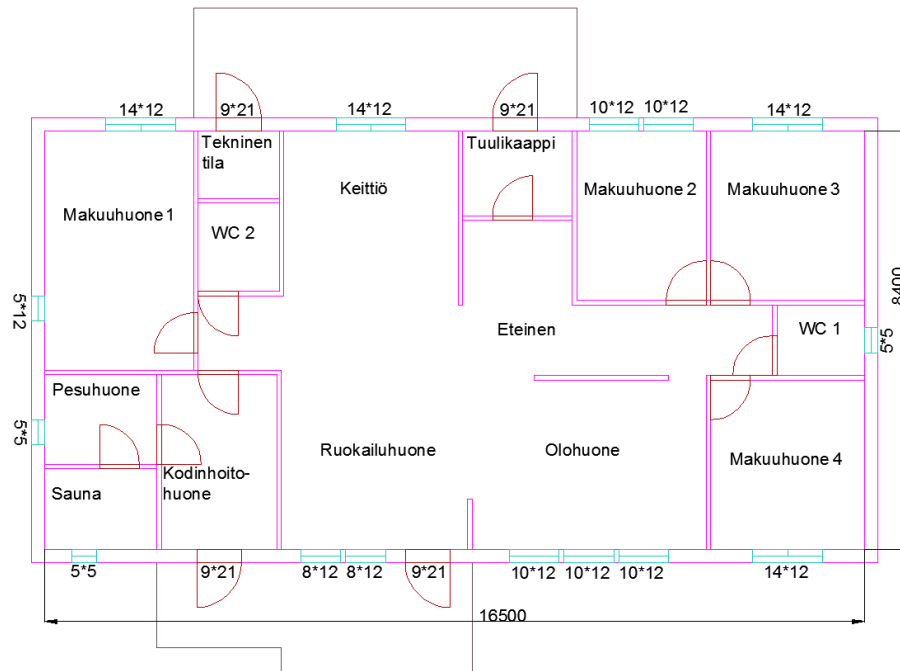 14*12
9*21
14*12
9*21
10*12
10*12
14*12
Tekninen
tila
Tuulikaappi
Keittiö
Makuuhuone 2
Makuuhuone 3
Makuuhuone 1
WC 2
8400
5*12
Eteinen
WC 1
5*5
Pesuhuone
5*5
Ruokailuhuone
Olohuone
Makuuhuone 4
Kodinhoito-
huone
Sauna
5*5
9*21
8*12
8*12
9*21
10*12
10*12
10*12
14*12
16500